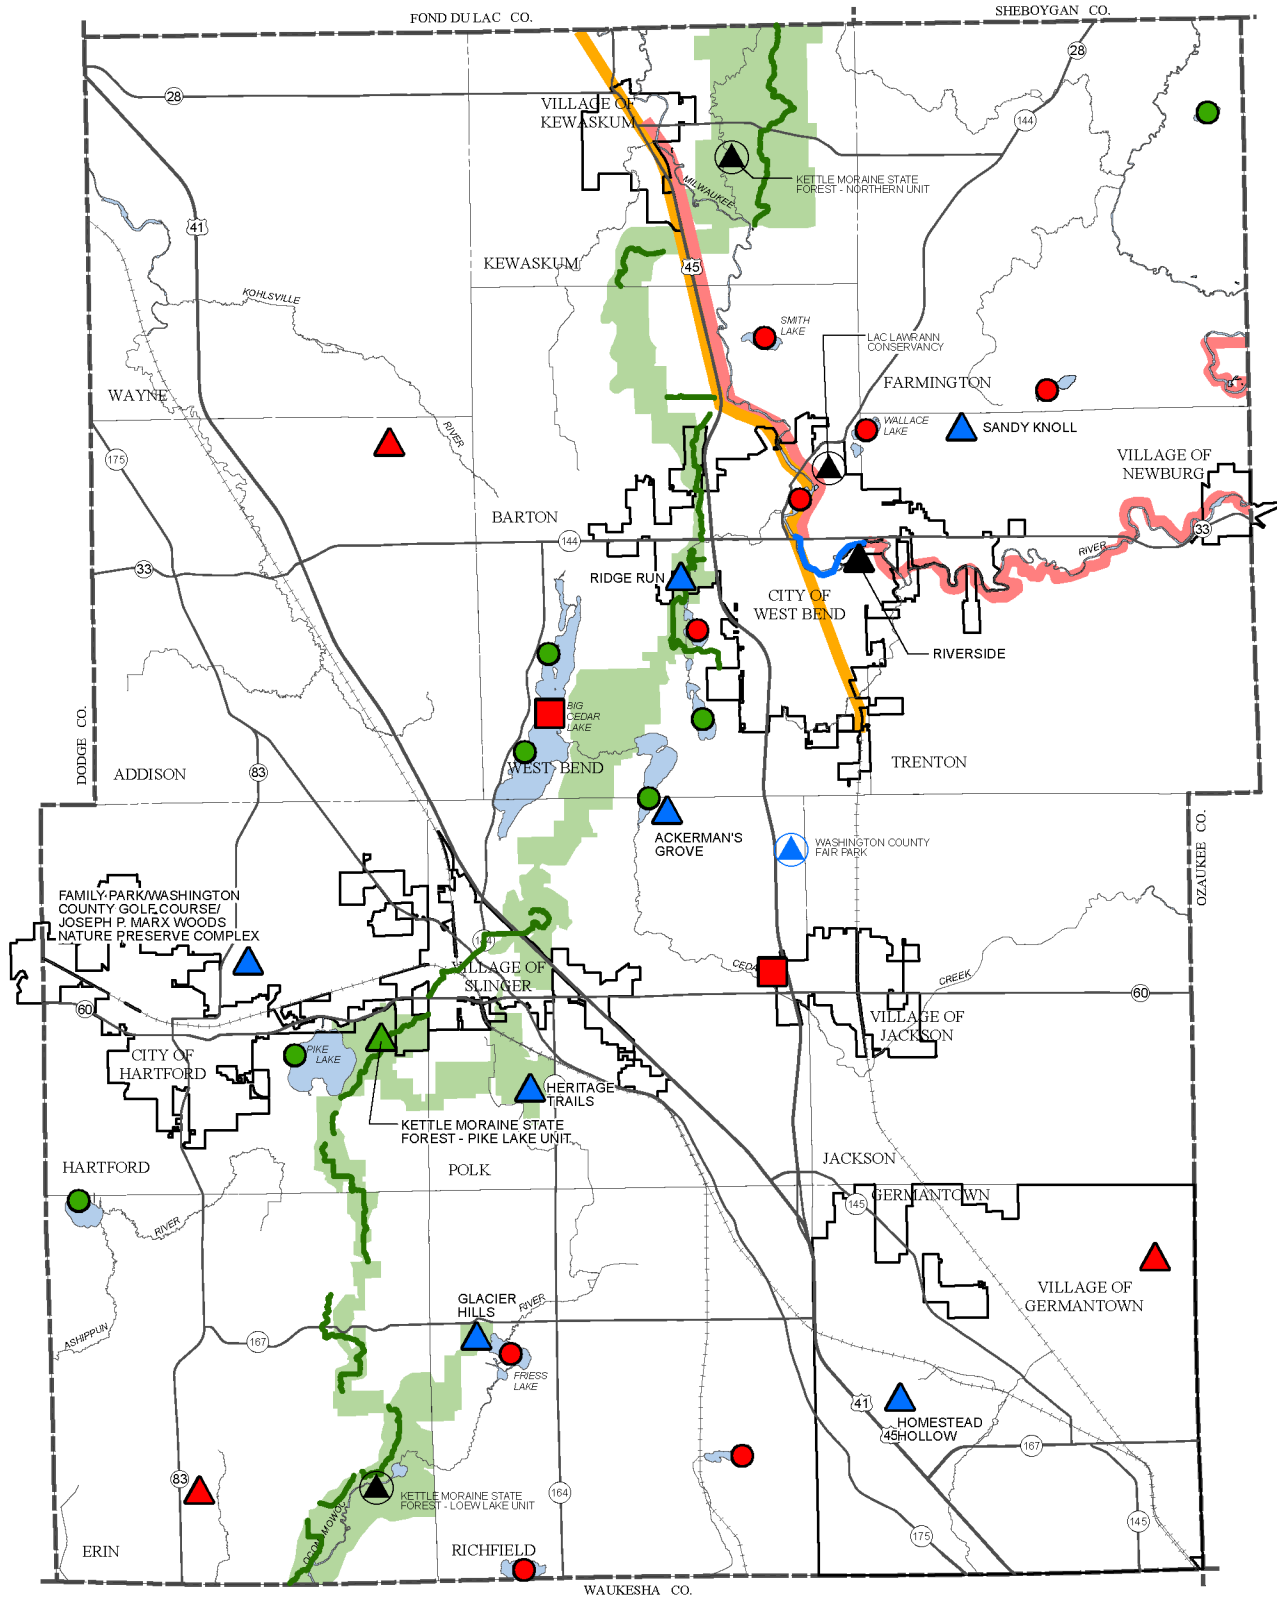 FOND DU LAC CO.
SHEBOYGAN CO.
28
28
VILLAGE OF
KEWASKUM
144
KETTLE MORAINE STATE
FOREST - NORTHERN UNIT
MILWAUKEE
41
KEWASKUM
45
KOHLSVILLE
SMITH
LAKE
LAC LAWRANN
CONSERVANCY
WAYNE
FARMINGTON
RIVER
WALLACE
LAKE
SANDY KNOLL
175
VILLAGE OF
NEWBURG
BARTON
144
33
RIVER
33
RIDGE RUN
CITY OF
WEST BEND
RIVERSIDE
BIG
CEDAR
LAKE
DODGE CO.
ADDISON
83
WEST BEND
TRENTON
ACKERMAN'S
GROVE
WASHINGTON COUNTY
FAIR PARK
OZAUKEE CO.
FAMILY PARK/WASHINGTON
COUNTY GOLF COURSE/
JOSEPH P. MARX WOODS
NATURE PRESERVE COMPLEX
144
VILLAGE OF
SLINGER
CEDAR
CREEK
60
60
VILLAGE OF
JACKSON
CITY OF
HARTFORD
PIKE
LAKE
HERITAGE
TRAILS
KETTLE MORAINE STATE
FOREST - PIKE LAKE UNIT
HARTFORD
POLK
JACKSON
GERMANTOWN
145
RIVER
VILLAGE OF
GERMANTOWN
GLACIER
HILLS
RIVER
ASHIPPUN
167
FRIESS
LAKE
41
45
HOMESTEAD
HOLLOW
167
83
KETTLE MORAINE STATE
FOREST - LOEW LAKE UNIT
164
OCONOMOWOC
145
175
ERIN
RICHFIELD
WAUKESHA CO.